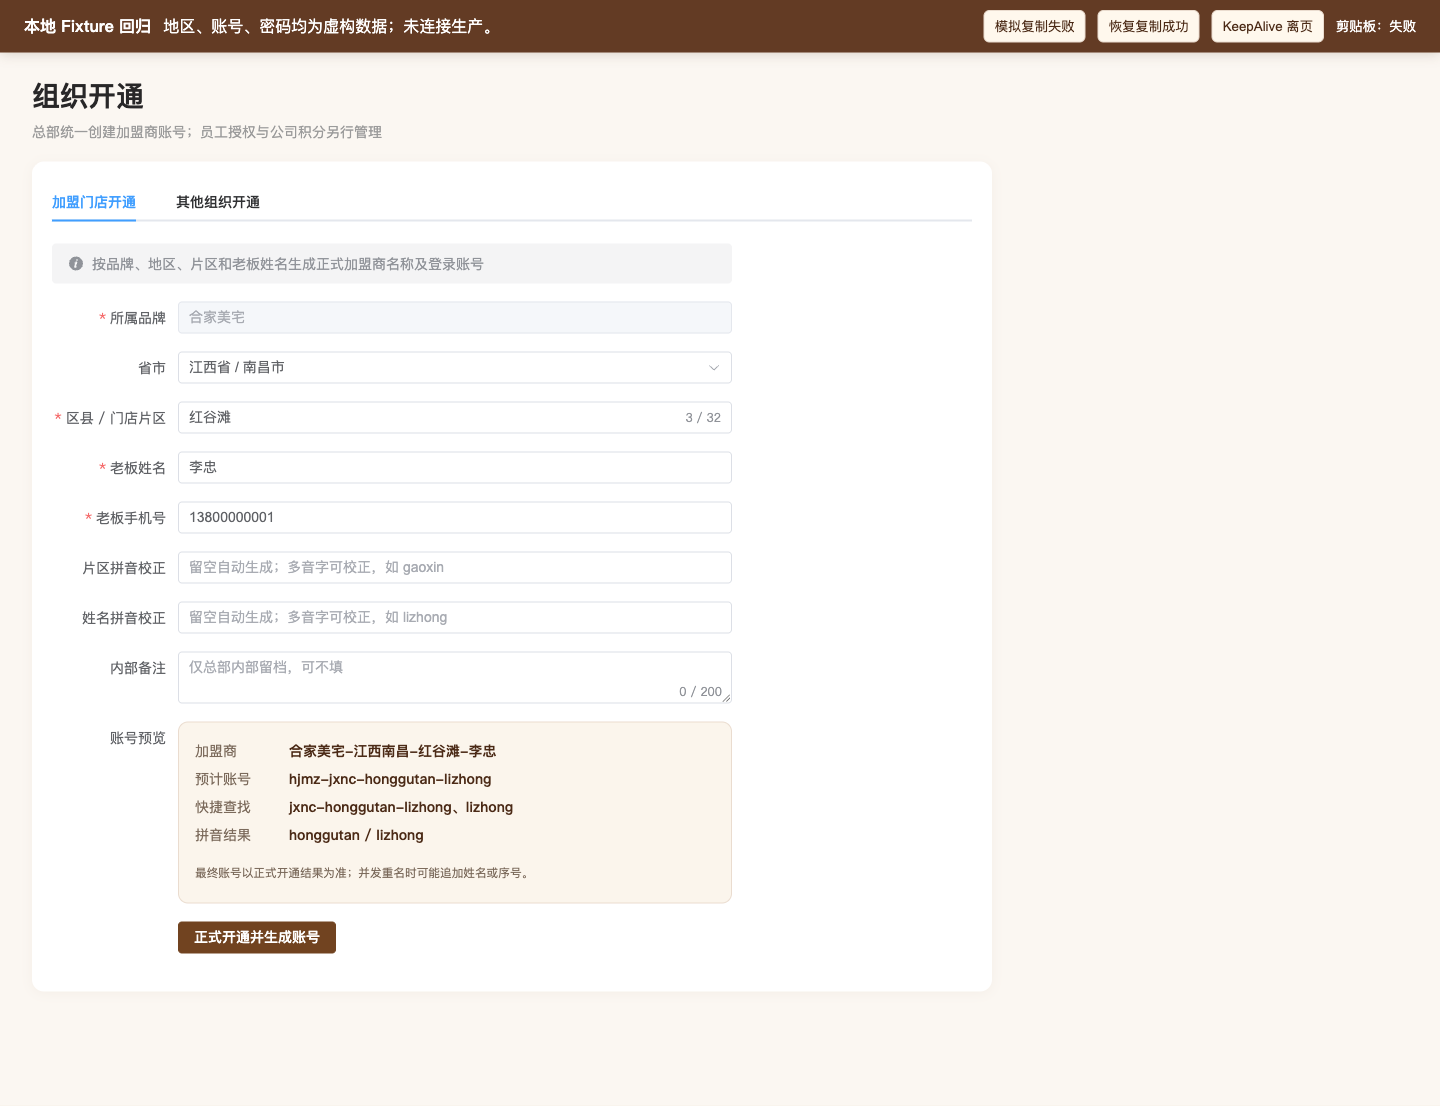 本地 Fixture 回归 地区、账号、密码均为虚构数据；未连接生产。 模拟复制失败 恢复复制成功 KeepAlive 离页 剪贴板：失败
组织开通
总部统一创建加盟商账号；员工授权与公司积分另行管理
加盟门店开通 其他组织开通
按品牌、地区、片区和老板姓名生成正式加盟商名称及登录账号
* 所属品牌 合家美宅
省市 江西省 / 南昌市
* 区县 / 门店片区 红谷滩 3 / 32
* 老板姓名 李忠
* 老板手机号 13800000001
片区拼音校正 留空自动生成；多音字可校正，如 gaoxin
姓名拼音校正 留空自动生成；多音字可校正，如 lizhong
内部备注 仅总部内部留档，可不填
0 / 200
账号预览
加盟商 合家美宅-江西南昌-红谷滩-李忠
预计账号 hjmz-jxnc-honggutan-lizhong
快捷查找 jxnc-honggutan-lizhong、lizhong
拼音结果 honggutan / lizhong
最终账号以正式开通结果为准；并发重名时可能追加姓名或序号。
正式开通并生成账号